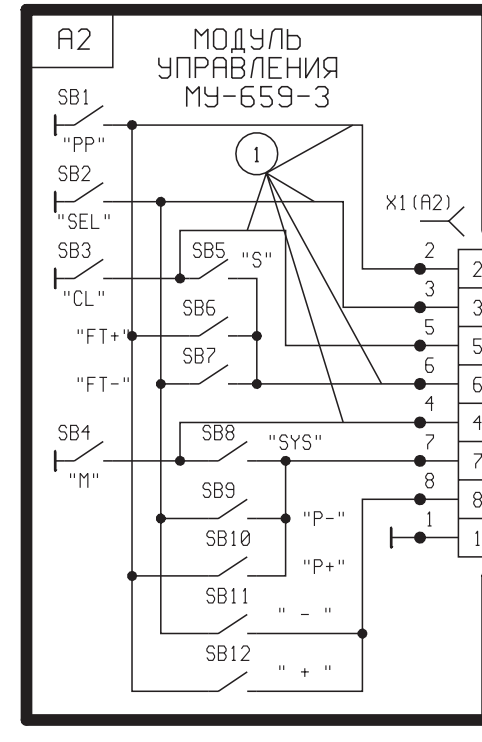 А2
МОДУЛЬ
УПРАВЛЕНИЯ
МУ-659-3
SB1
"PP"
1
SB2
"SEL"
X1(А2)
SB3
SB5
"S"
2
2
"CL"
3
3
SB6
"FT+"
5
5
SB7
"FT-"
6
6
4
4
SB4
SB8
"SYS"
7
7
"M"
8
8
SB9
"P-"
1
1
SB10
"P+"
SB11
" - "
SB12
" + "